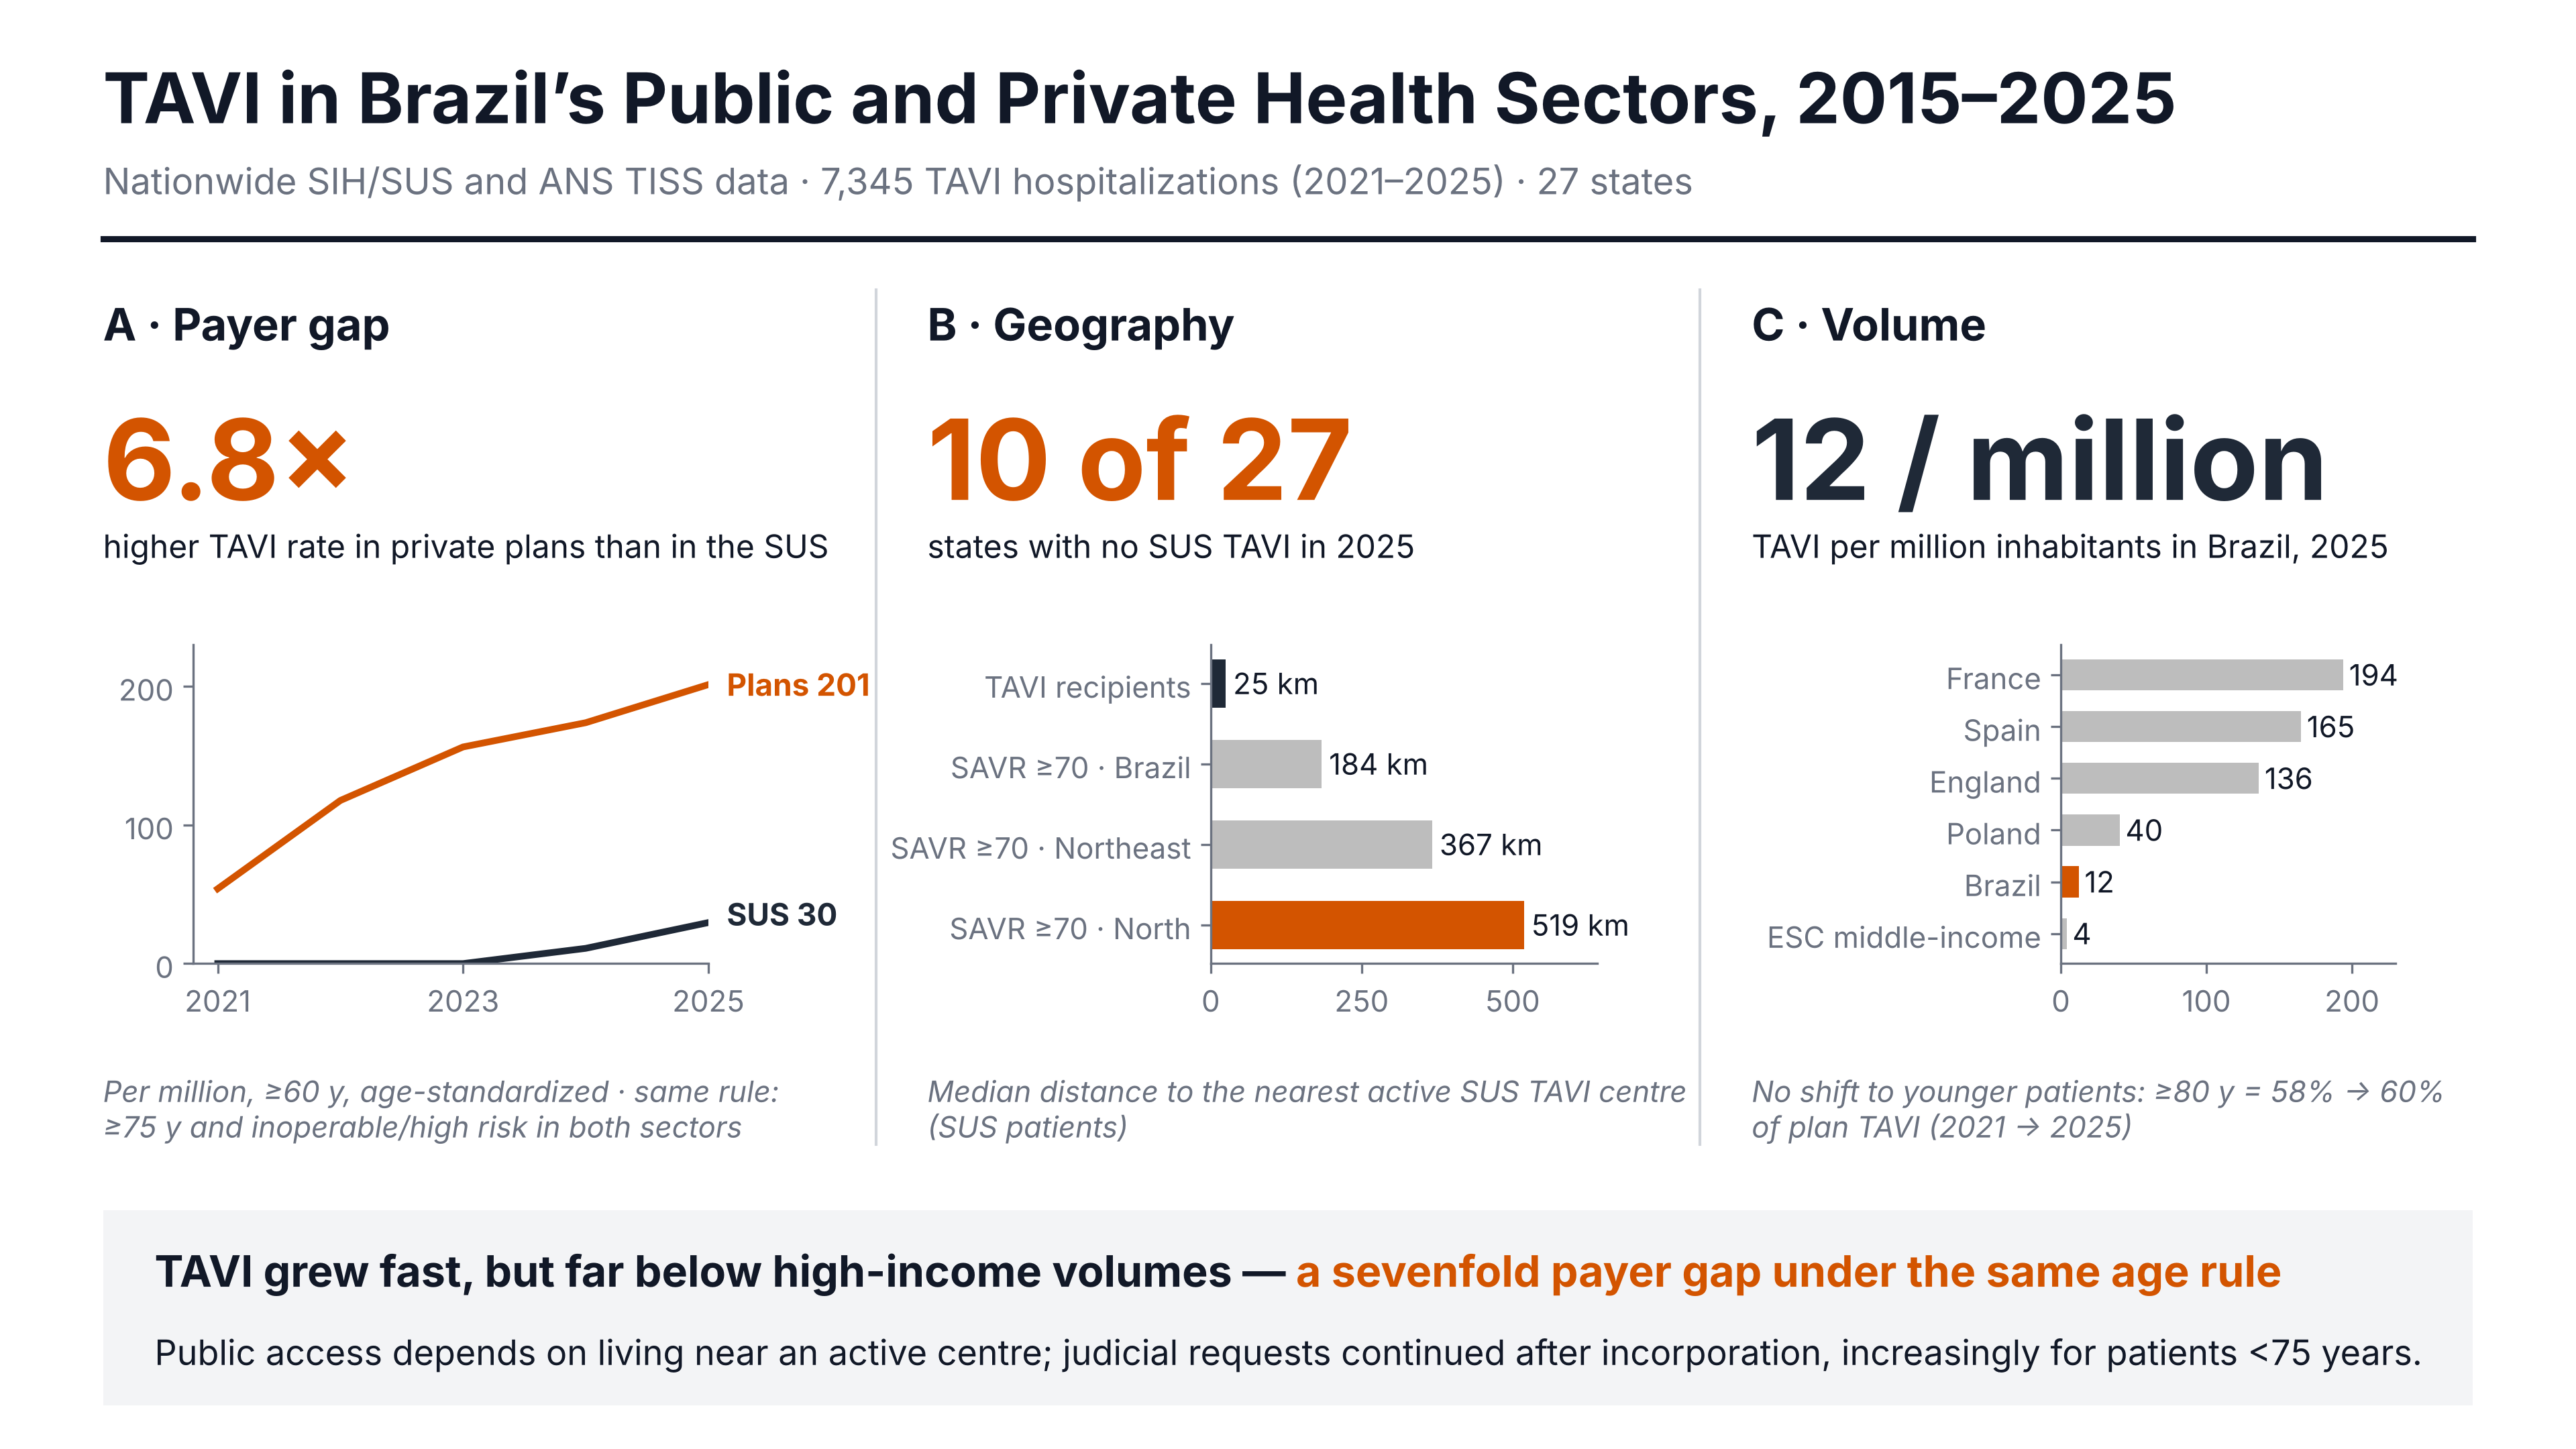 TAVI in Brazil’s Public and Private Health Sectors, 2015–2025
Nationwide SIH/SUS and ANS TISS data · 7,345 TAVI hospitalizations (2021–2025) · 27 states
A · Payer gap
6.8×
higher TAVI rate in private plans than in the SUS
200
100
0
2021
2023
2025
Plans 201
SUS 30
Per million, ≥60 y, age-standardized · same rule:
≥75 y and inoperable/high risk in both sectors
B · Geography
10 of 27
states with no SUS TAVI in 2025
TAVI recipients
25 km
SAVR ≥70 · Brazil
184 km
SAVR ≥70 · Northeast
367 km
SAVR ≥70 · North
519 km
0
250
500
Median distance to the nearest active SUS TAVI centre
(SUS patients)
C · Volume
12 / million
TAVI per million inhabitants in Brazil, 2025
France
194
Spain
165
England
136
Poland
40
Brazil
12
ESC middle-income
4
0
100
200
No shift to younger patients: ≥80 y = 58% → 60%
of plan TAVI (2021 → 2025)
TAVI grew fast, but far below high-income volumes — a sevenfold payer gap under the same age rule
Public access depends on living near an active centre; judicial requests continued after incorporation, increasingly for patients <75 years.